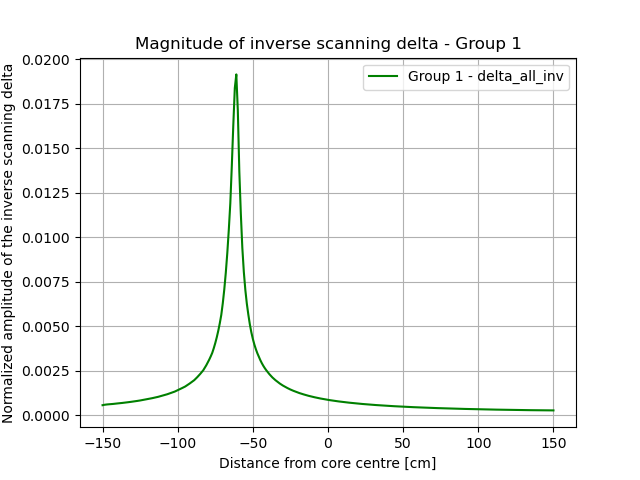 Magnitude of inverse scanning delta - Group 1
Normalized amplitude of the inverse scanning delta
0.0200
0.0175
0.0150
0.0125
0.0100
0.0075
0.0050
0.0025
0.0000
Group 1 - delta_all_inv
−150 −100 −50 0 50 100 150
Distance from core centre [cm]